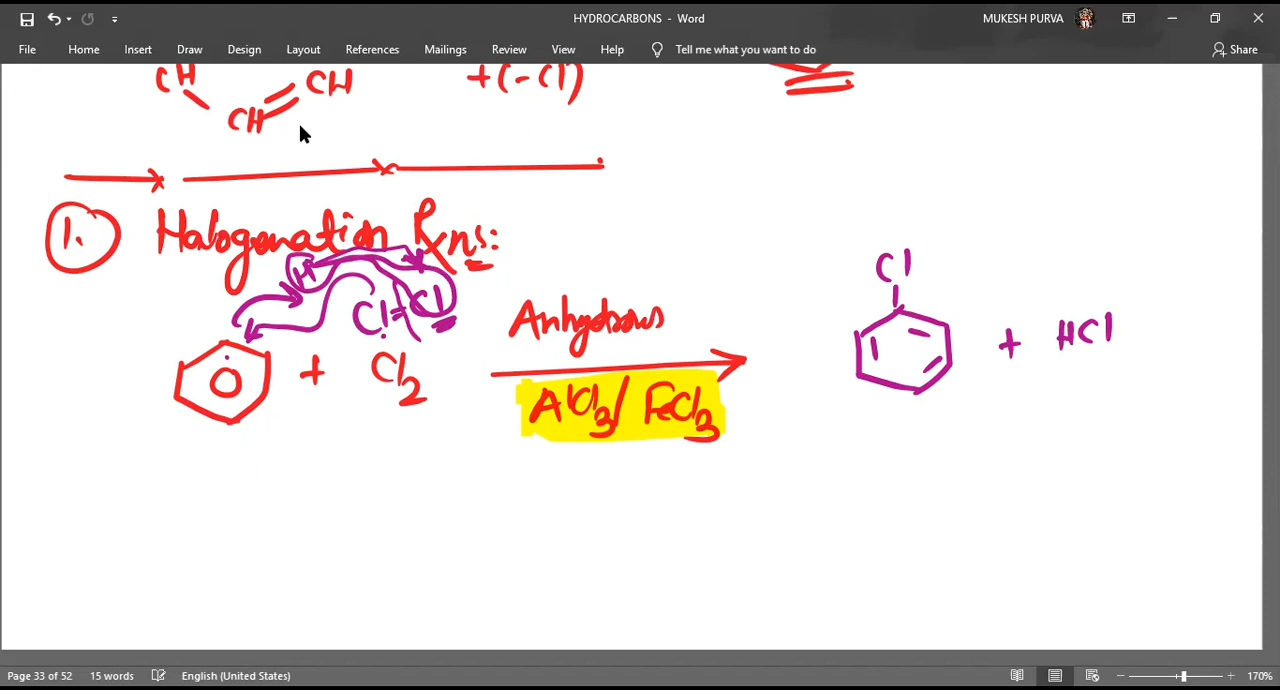 HYDROCARBONS - Word
MUKESH PURVA
File Home Insert Draw Design Layout References Mailings Review View Help Tell me what you want to do Share
CH CH + (-Cl)
CH
1. Halogenation Rxns:
H
Cl-Cl
Cl
Anhydrous
+ Cl2
+ HCl
AlCl3/ FeCl3
Page 33 of 52 15 words English (United States) 170%